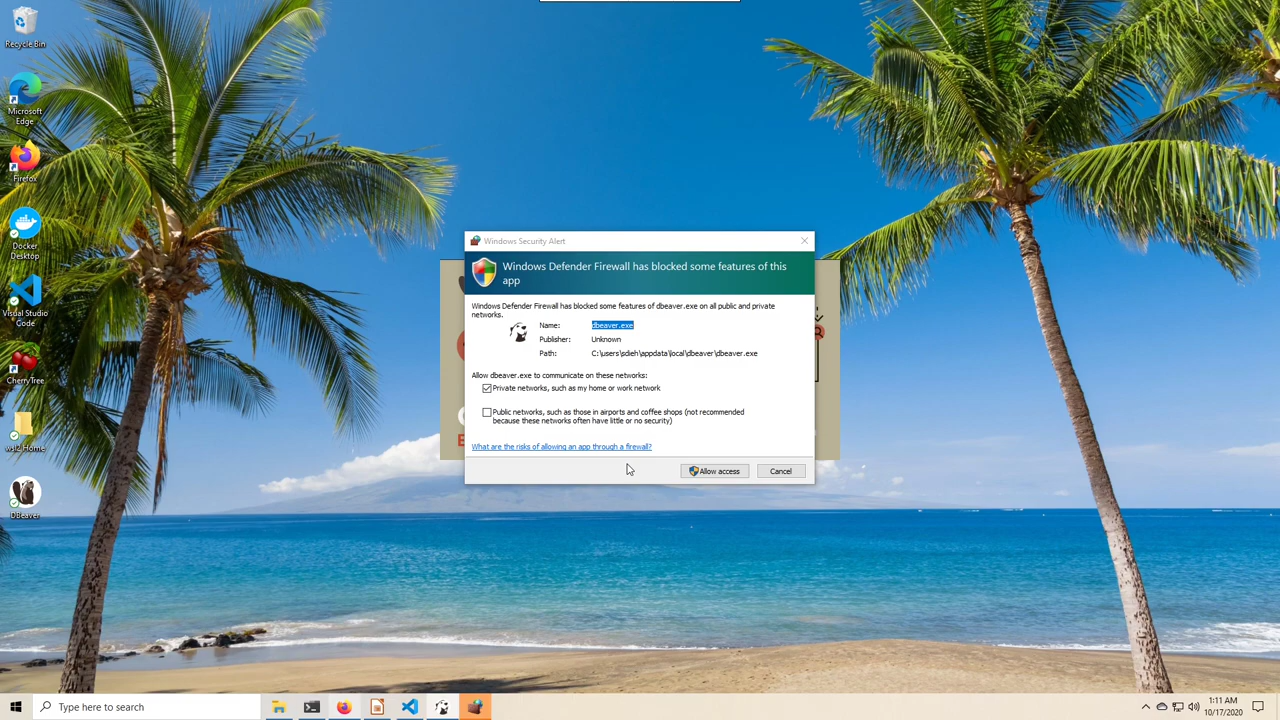 Recycle Bin
Microsoft
Edge
Firefox
Docker
Desktop
Visual Studio
Code
CherryTree
wsl2 Home
DBeaver
Windows Security Alert
Windows Defender Firewall has blocked some features of this
app
Windows Defender Firewall has blocked some features of dbeaver.exe on all public and private
networks.
Name: dbeaver.exe
Publisher: Unknown
Path: C:\users\sdieh\appdata\local\dbeaver\dbeaver.exe
Allow dbeaver.exe to communicate on these networks:
Private networks, such as my home or work network
Public networks, such as those in airports and coffee shops (not recommended
because these networks often have little or no security)
What are the risks of allowing an app through a firewall?
Allow access
Cancel
Type here to search
1:11 AM
10/17/2020